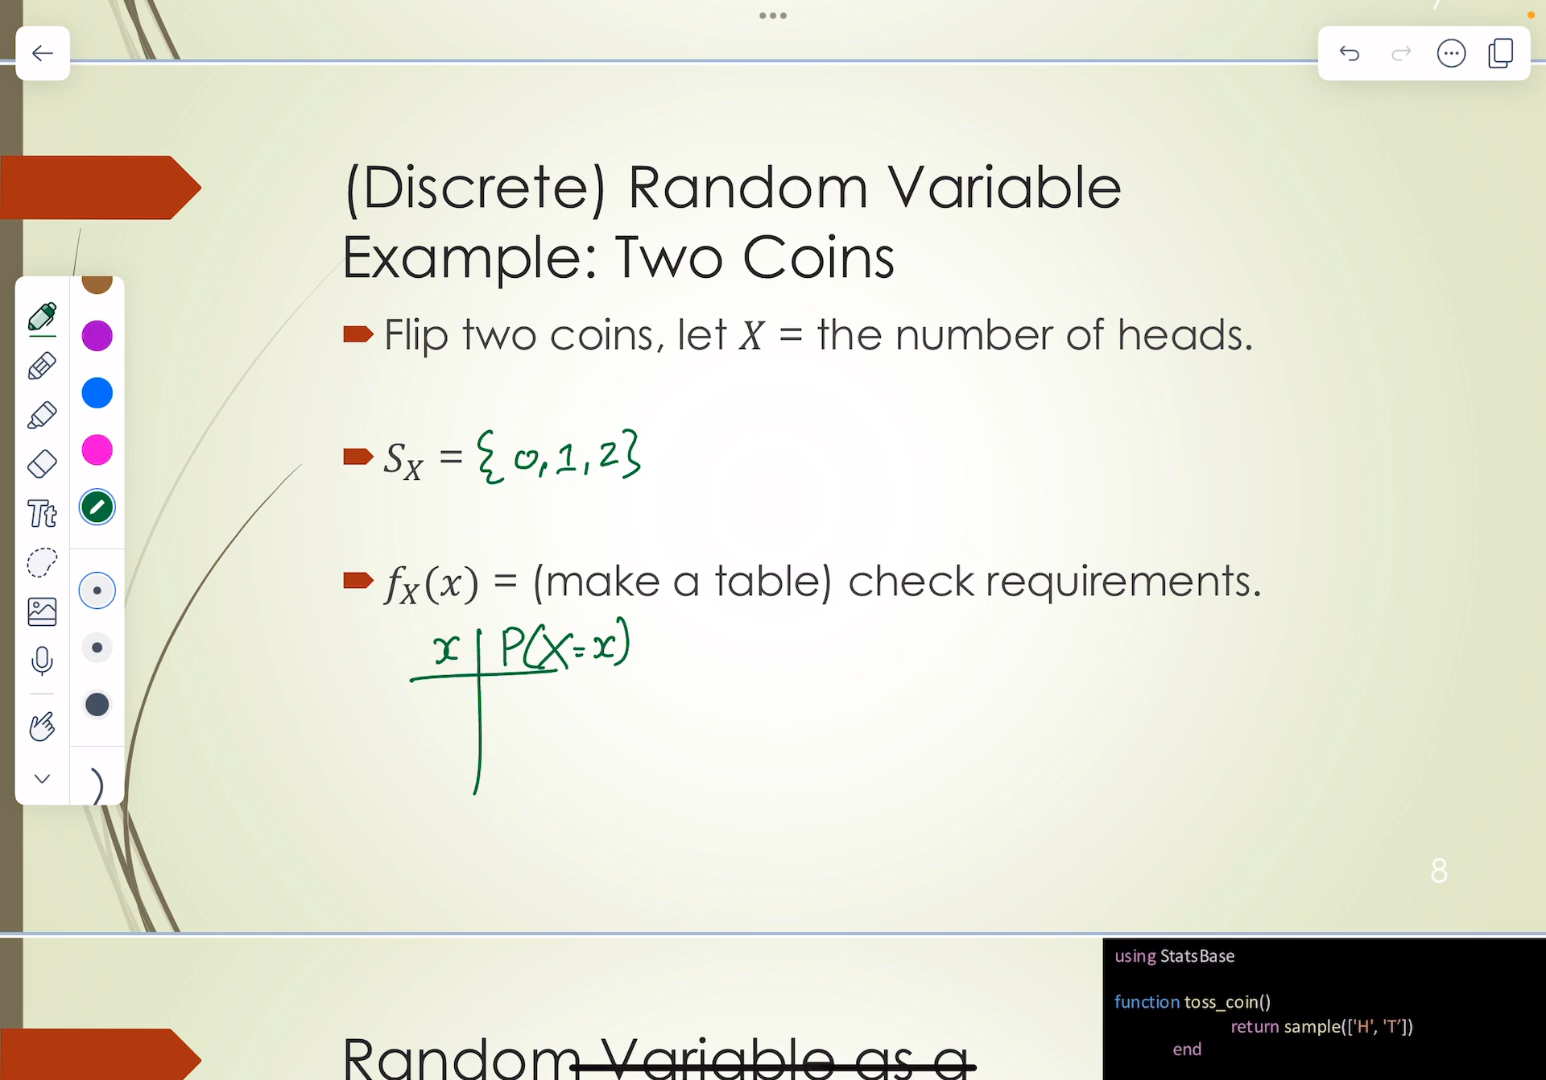 (Discrete) Random Variable
Example: Two Coins
Flip two coins, let X = the number of heads.
S_X = { 0, 1, 2}
f_X(x) = (make a table) check requirements.
x | P(X=x)
8
using StatsBase
function toss_coin()
return sample(['H', 'T'])
end
Random Variable as a
Tt